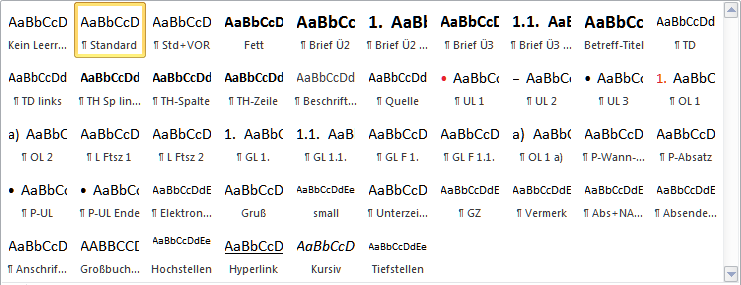 AaBbCcD AaBbCcD AaBbCcD AaBbCcD AaBbCc 1. AaBb AaBbCcD 1.1. AaB AaBbCc AaBbCcDd
Kein Leerr... ¶ Standard ¶ Std+VOR Fett ¶ Brief Ü2 ¶ Brief Ü2 ... ¶ Brief Ü3 ¶ Brief Ü3 ... Betreff-Titel ¶ TD
AaBbCcDd AaBbCcDd AaBbCcDd AaBbCcDd AaBbCcDd AaBbCcD • AaBbCc – AaBbCc • AaBbCc 1. AaBbC
¶ TD links ¶ TH Sp lin... ¶ TH-Spalte ¶ TH-Zeile ¶ Beschrift... ¶ Quelle ¶ UL 1 ¶ UL 2 ¶ UL 3 ¶ OL 1
a) AaBbC AaBbCcD AaBbCcD 1. AaBbC 1.1. AaB AaBbCcD AaBbCcD a) AaBbC AaBbCcD AaBbCcD
¶ OL 2 ¶ L Ftsz 1 ¶ L Ftsz 2 ¶ GL 1. ¶ GL 1.1. ¶ GL F 1. ¶ GL F 1.1. ¶ OL 1 a) ¶ P-Wann-... ¶ P-Absatz
• AaBbCc • AaBbCc AaBbCcDdE AaBbCcD AaBbCcDdEe AaBbCcD AaBbCcDdE AaBbCcDdE AaBbCcDdE AaBbCcDdE
¶ P-UL ¶ P-UL Ende ¶ Elektron... Gruß small ¶ Unterzei... ¶ GZ ¶ Vermerk ¶ Abs+NA... ¶ Absende...
AaBbCcD AABBCCD AaBbCcDdEe AaBbCcD AaBbCcD AaBbCcDdEe
¶ Anschrif... Großbuch... Hochstellen Hyperlink Kursiv Tiefstellen